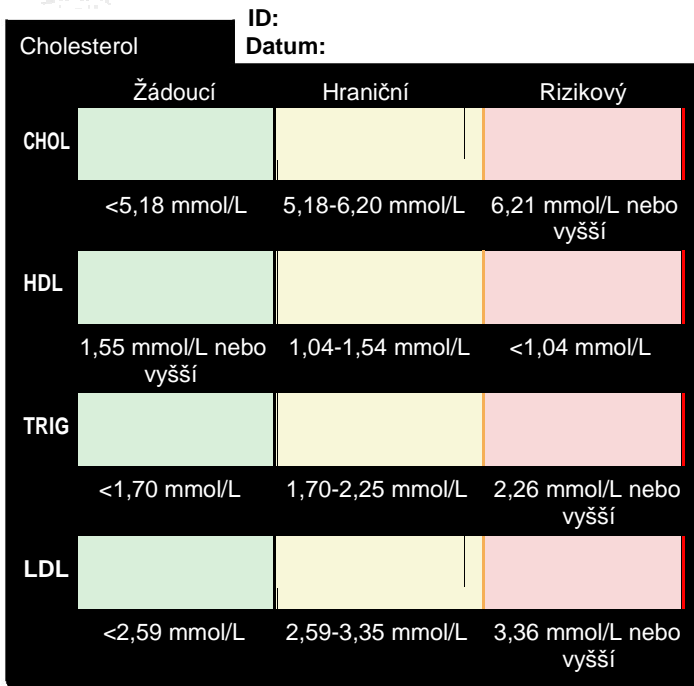 ID:
Cholesterol Datum:
Žádoucí Hraniční Rizikový
CHOL
<5,18 mmol/L 5,18-6,20 mmol/L 6,21 mmol/L nebo
vyšší
HDL
1,55 mmol/L nebo 1,04-1,54 mmol/L <1,04 mmol/L
vyšší
TRIG
<1,70 mmol/L 1,70-2,25 mmol/L 2,26 mmol/L nebo
vyšší
LDL
<2,59 mmol/L 2,59-3,35 mmol/L 3,36 mmol/L nebo
vyšší